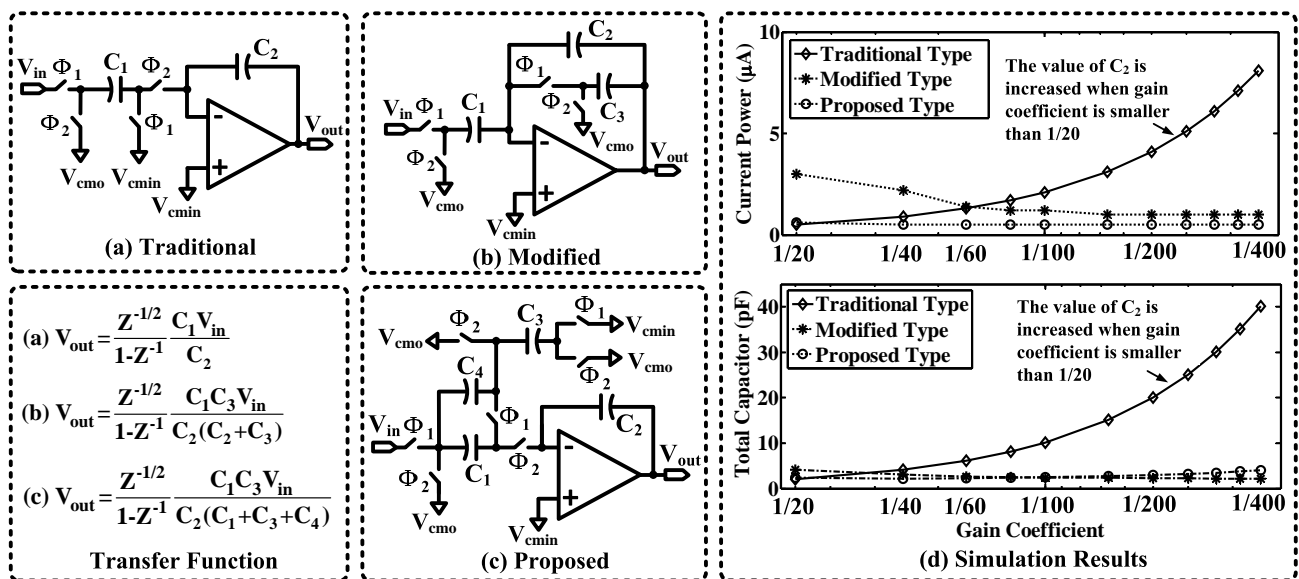 V_in Φ_1 C_1 Φ_2 C_2
Φ_2 Φ_1
V_cmo V_cmin V_cmin V_out
- +
(a) Traditional
C_2
Φ_1
V_in Φ_1 C_1 Φ_2 C_3
Φ_2 V_cmo
- +
V_cmo V_cmin V_out
(b) Modified
(a) V_out = Z^-1/2 / 1-Z^-1 C_1V_in / C_2
(b) V_out = Z^-1/2 / 1-Z^-1 C_1C_3V_in / C_2(C_2+C_3)
(c) V_out = Z^-1/2 / 1-Z^-1 C_1C_3V_in / C_2(C_1+C_3+C_4)
Transfer Function
V_cmo Φ_2 C_3 Φ_1 V_cmin
V_cmo
Φ_2
C_4 Φ_2
V_in Φ_1 Φ_1 C_2
Φ_2 C_1 Φ_2
- +
V_cmo V_cmin V_out
(c) Proposed
Current Power (μA)
10
5
0
Traditional Type
Modified Type
Proposed Type
The value of C_2 is
increased when gain
coefficient is smaller
than 1/20
1/20 1/40 1/60 1/100 1/200 1/400
Total Capacitor (pF)
40
30
20
10
0
Traditional Type
Modified Type
Proposed Type
The value of C_2 is
increased when gain
coefficient is smaller
than 1/20
1/20 1/40 1/60 1/100 1/200 1/400
Gain Coefficient
(d) Simulation Results